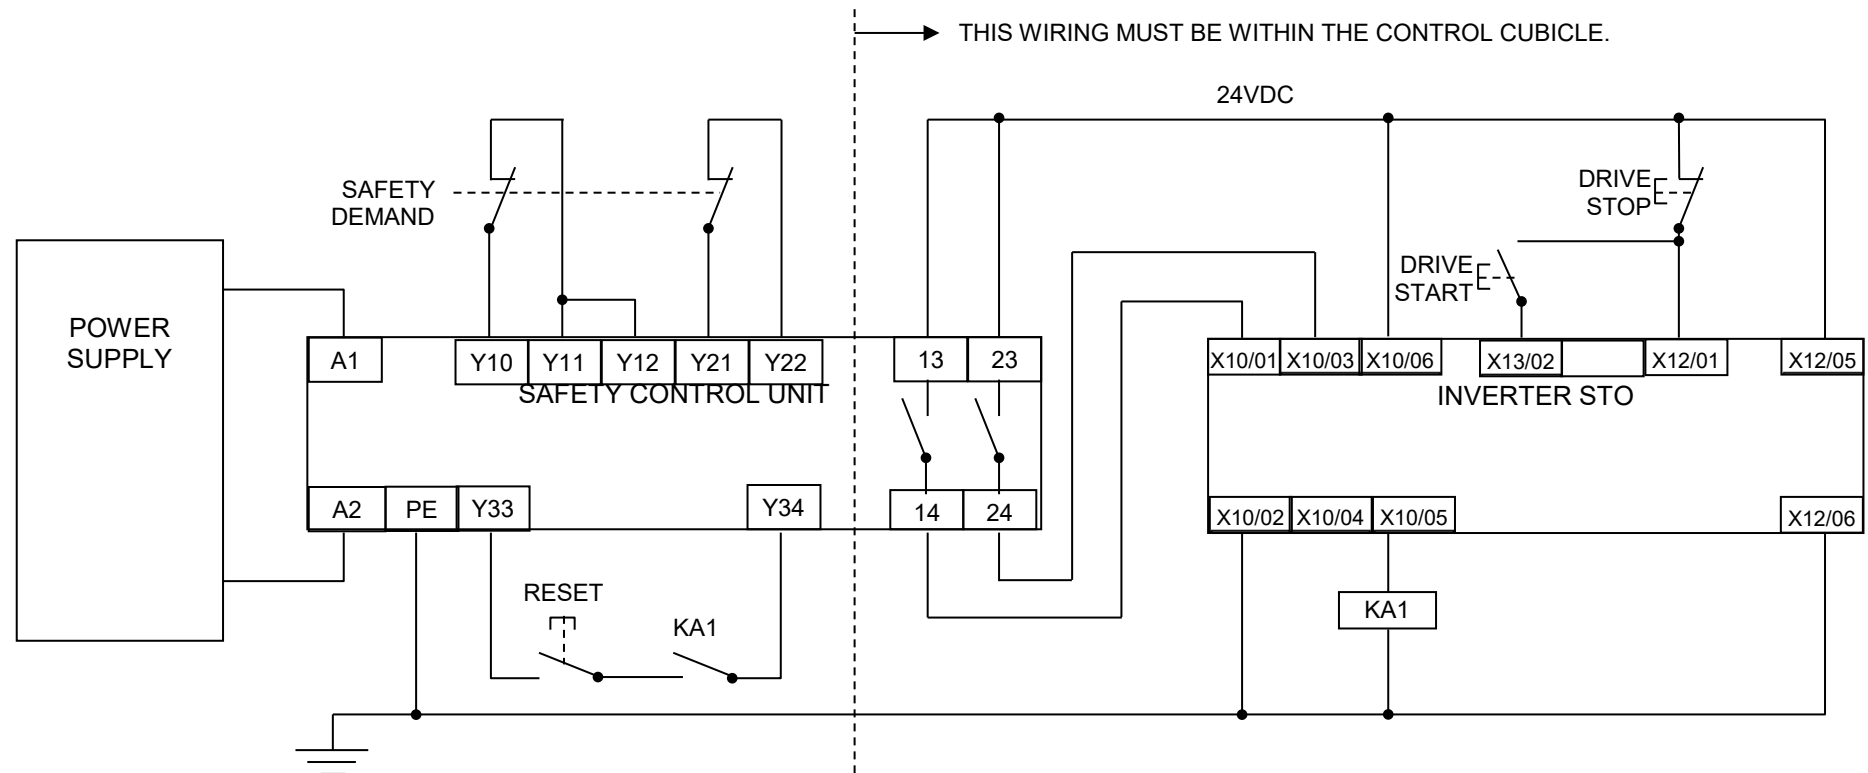 THIS WIRING MUST BE WITHIN THE CONTROL CUBICLE.
24VDC
SAFETY
DEMAND
DRIVE
STOP
DRIVE
START
POWER
SUPPLY
A1
Y10
Y11
Y12
Y21
Y22
13
23
X10/01
X10/03
X10/06
X13/02
X12/01
X12/05
SAFETY CONTROL UNIT
INVERTER STO
A2
PE
Y33
Y34
14
24
X10/02
X10/04
X10/05
X12/06
RESET
KA1
KA1